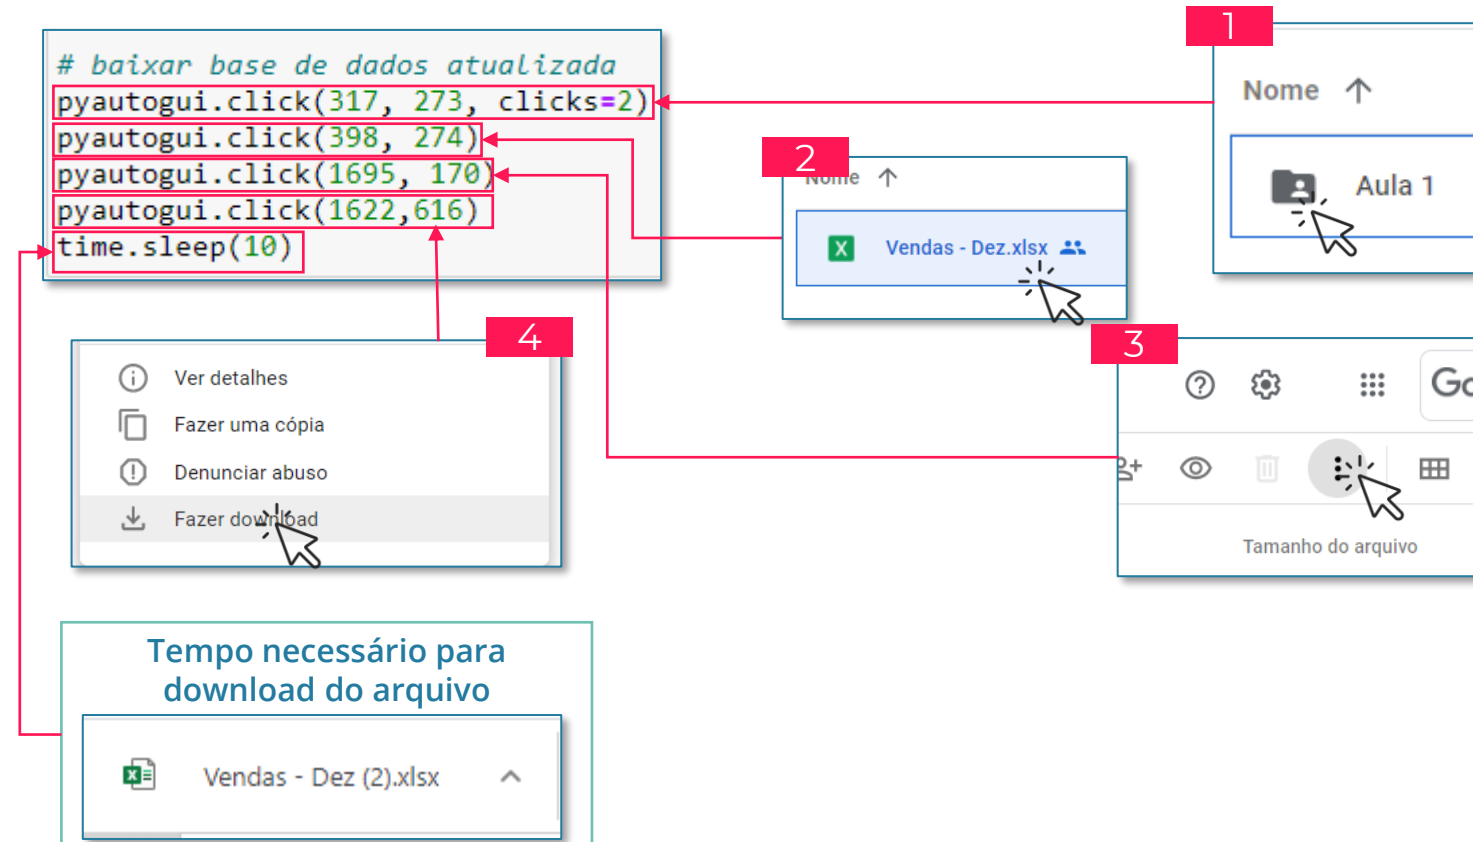 # baixar base de dados atualizada
pyautogui.click(317, 273, clicks=2)
pyautogui.click(398, 274)
pyautogui.click(1695, 170)
pyautogui.click(1622,616)
time.sleep(10)
1
Nome
Aula 1
2
Nome
Vendas - Dez.xlsx
3
Go
Tamanho do arquivo
4
Ver detalhes
Fazer uma cópia
Denunciar abuso
Fazer download
Tempo necessário para
download do arquivo
Vendas - Dez (2).xlsx